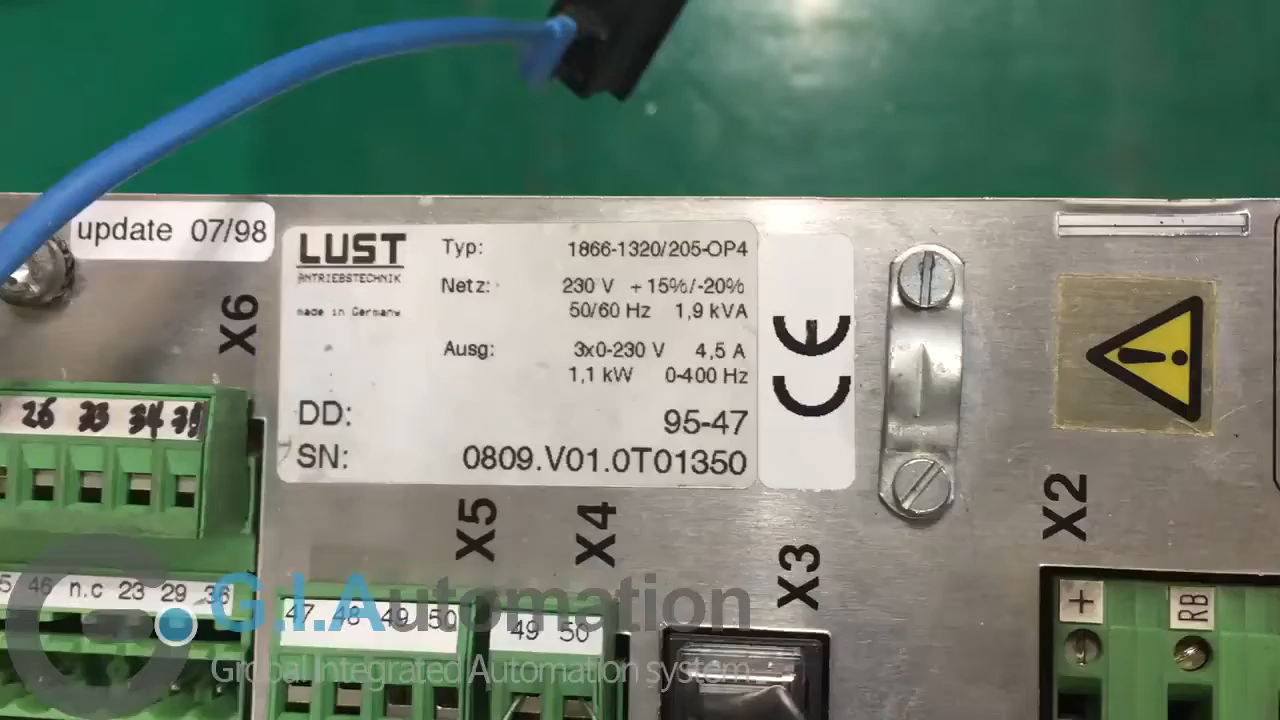 update 07/98
LUST
ANTRIEBSTECHNIK
made in Germany
Typ: 1866-1320/205-OP4
Netz: 230 V +15%/-20%
50/60 Hz 1,9 kVA
Ausg: 3x0-230 V 4,5 A
1,1 kW 0-400 Hz
DD: 95-47
SN: 0809.V01.0T01350
CE
X6
X5
X4
X3
X2
26 33 34
46 n.c 23 29 36
47 48 49 50
49 50
+
RB
G.I.Automation
Global Integrated Automation system